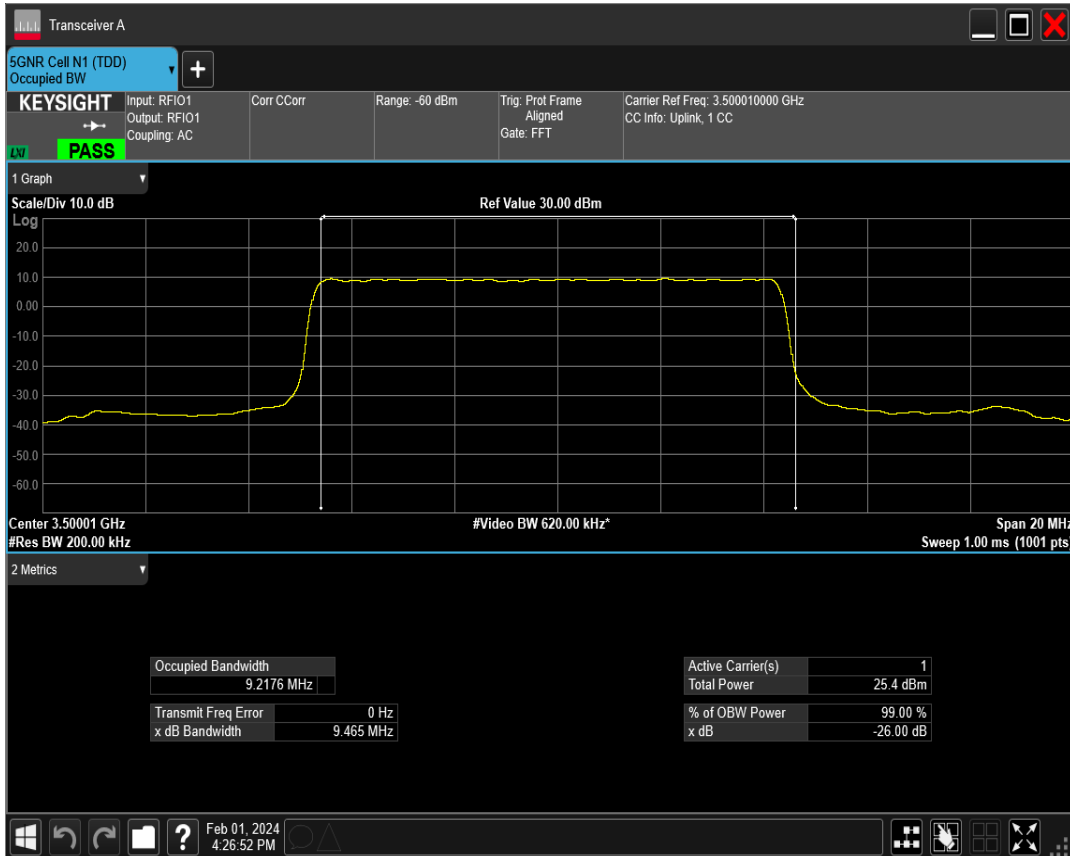 Transceiver A
5GNR Cell N1 (TDD)
Occupied BW
KEYSIGHT
LXI
PASS
Input: RFIO1
Output: RFIO1
Coupling: AC
Corr CCorr
Range: -60 dBm
Trig: Prot Frame
Aligned
Gate: FFT
Carrier Ref Freq: 3.500010000 GHz
CC Info: Uplink, 1 CC
1 Graph
Scale/Div 10.0 dB
Ref Value 30.00 dBm
Log
20.0
10.0
0.00
-10.0
-20.0
-30.0
-40.0
-50.0
-60.0
Center 3.50001 GHz
#Video BW 620.00 kHz*
Span 20 MHz
#Res BW 200.00 kHz
Sweep 1.00 ms (1001 pts)
2 Metrics
Occupied Bandwidth
9.2176 MHz
Transmit Freq Error 0 Hz
x dB Bandwidth 9.465 MHz
Active Carrier(s) 1
Total Power 25.4 dBm
% of OBW Power 99.00 %
x dB -26.00 dB
?
Feb 01, 2024
4:26:52 PM